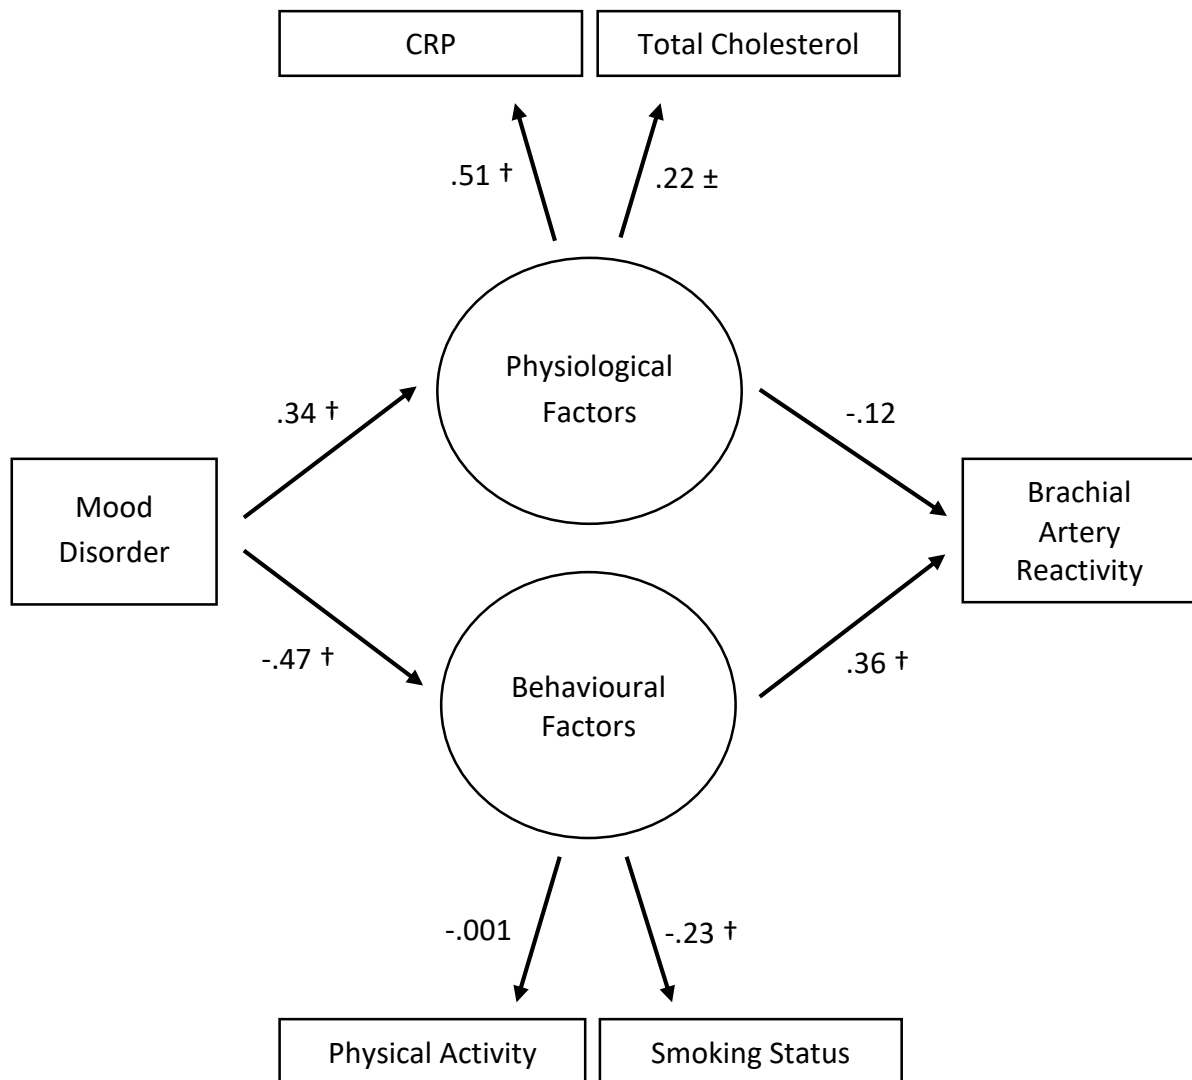 CRP
Total Cholesterol
.51 †
.22 ±
Physiological
Factors
.34 †
-.12
Mood
Disorder
Brachial
Artery
Reactivity
-.47 †
.36 †
Behavioural
Factors
-.001
-.23 †
Physical Activity
Smoking Status